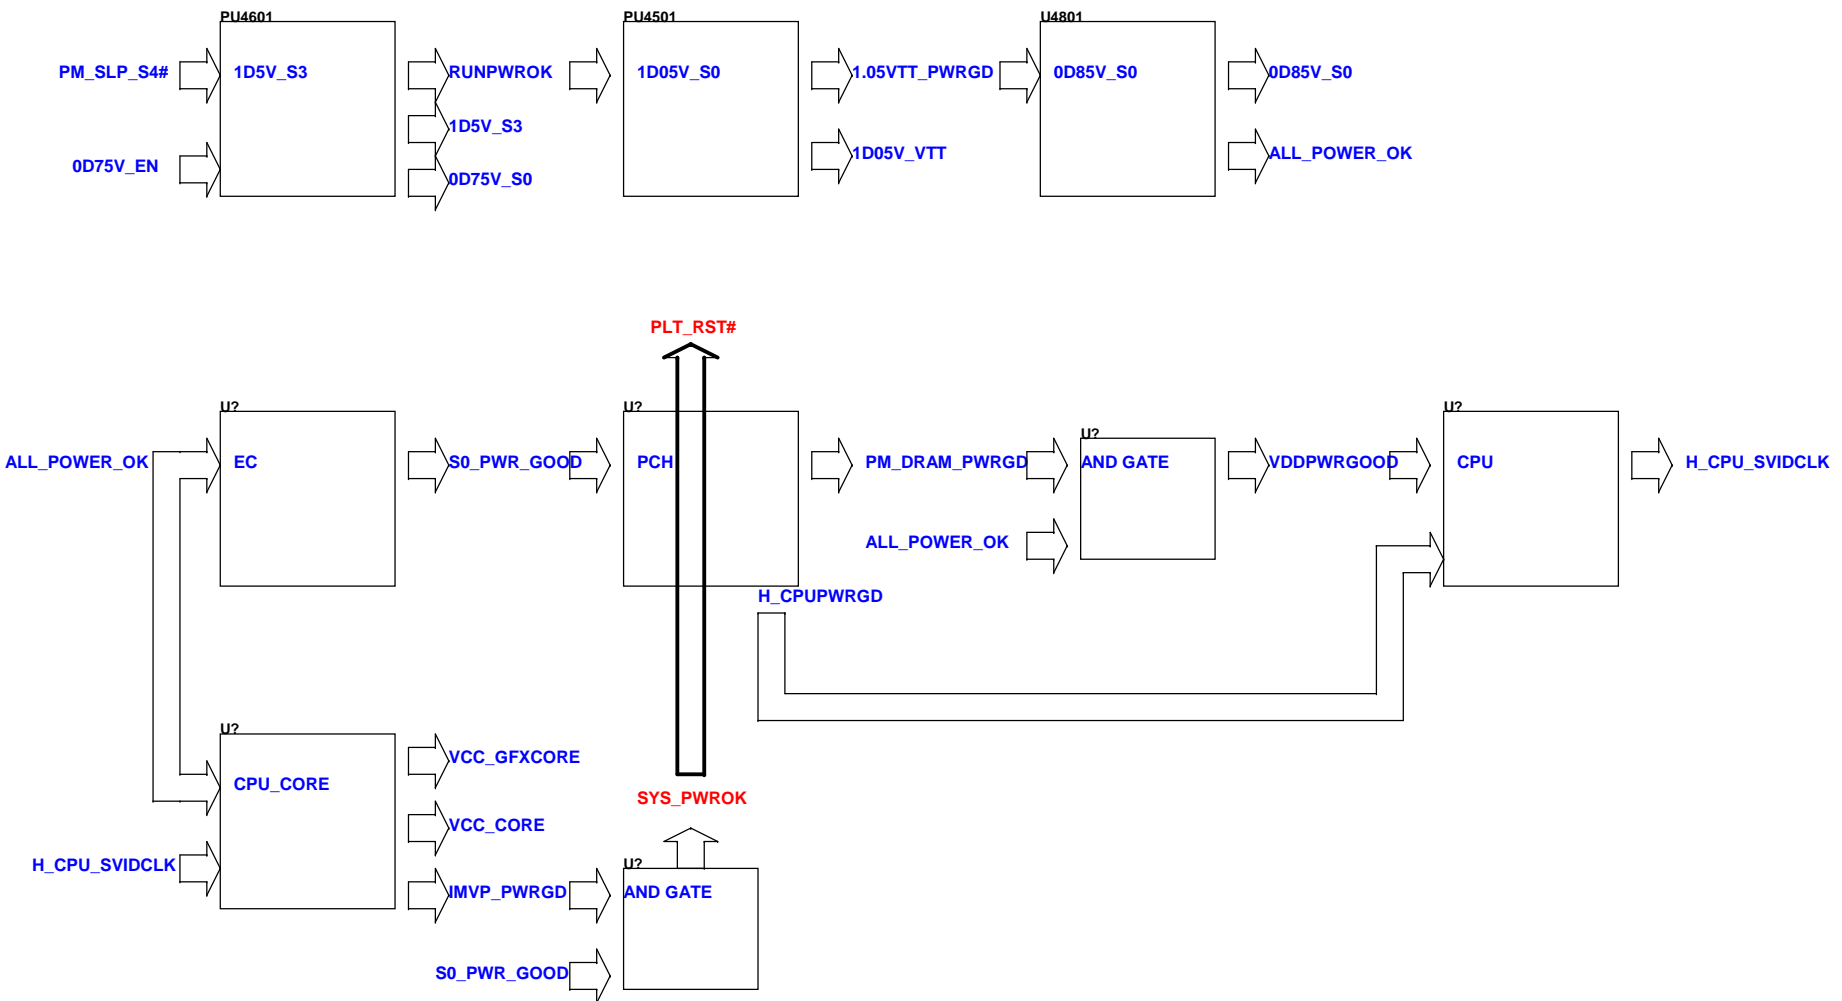 PU4601
PU4501
U4801
PM_SLP_S4#
1D5V_S3
RUNPWROK
1D05V_S0
1.05VTT_PWRGD
0D85V_S0
0D85V_S0
1D5V_S3
0D75V_EN
0D75V_S0
1D05V_VTT
ALL_POWER_OK
PLT_RST#
U?
U?
U?
U?
ALL_POWER_OK
EC
S0_PWR_GOOD
PCH
PM_DRAM_PWRGD
AND GATE
VDDPWRGOOD
CPU
H_CPU_SVIDCLK
ALL_POWER_OK
H_CPUPWRGD
U?
CPU_CORE
VCC_GFXCORE
SYS_PWROK
VCC_CORE
U?
H_CPU_SVIDCLK
IMVP_PWRGD
AND GATE
S0_PWR_GOOD